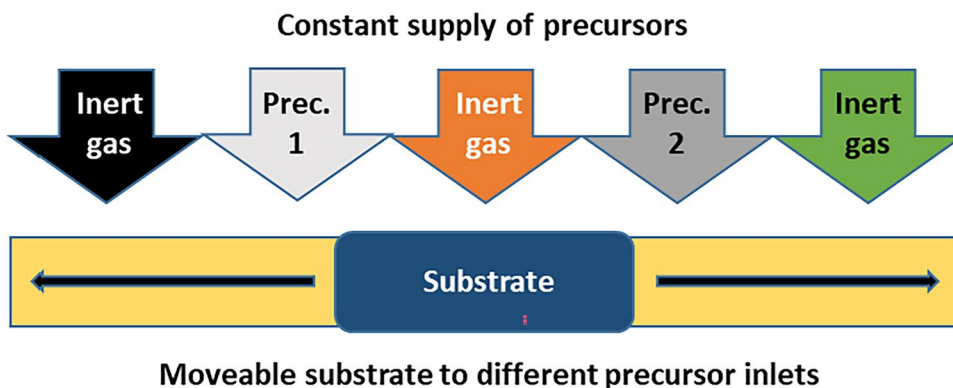 Constant supply of precursors
Inert gas
Prec. 1
Inert gas
Prec. 2
Inert gas
Substrate
Moveable substrate to different precursor inlets